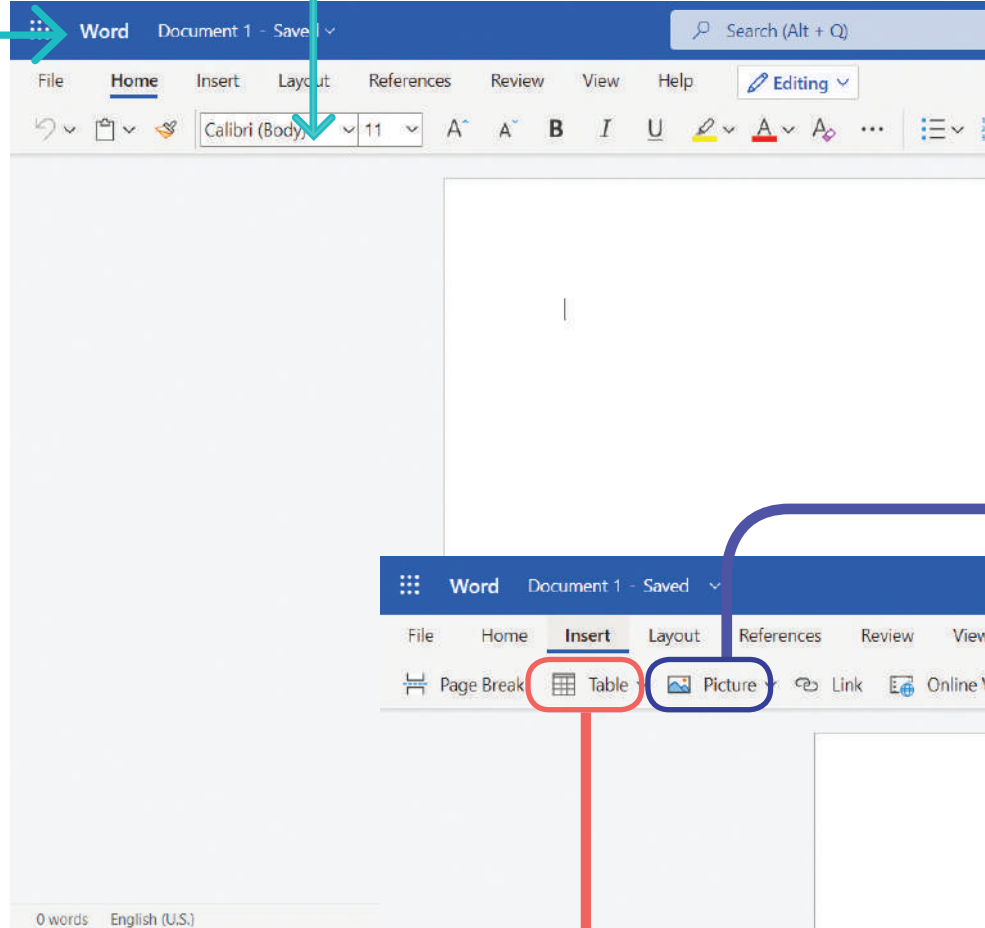 Word Document 1 - Saved Search (Alt + Q)
File Home Insert Layout References Review View Help Editing
Calibri (Body) 11 A A B I U A A
Word Document 1 - Saved
File Home Insert Layout References Review View
Page Break Table Picture Link Online
0 words English (U.S.)